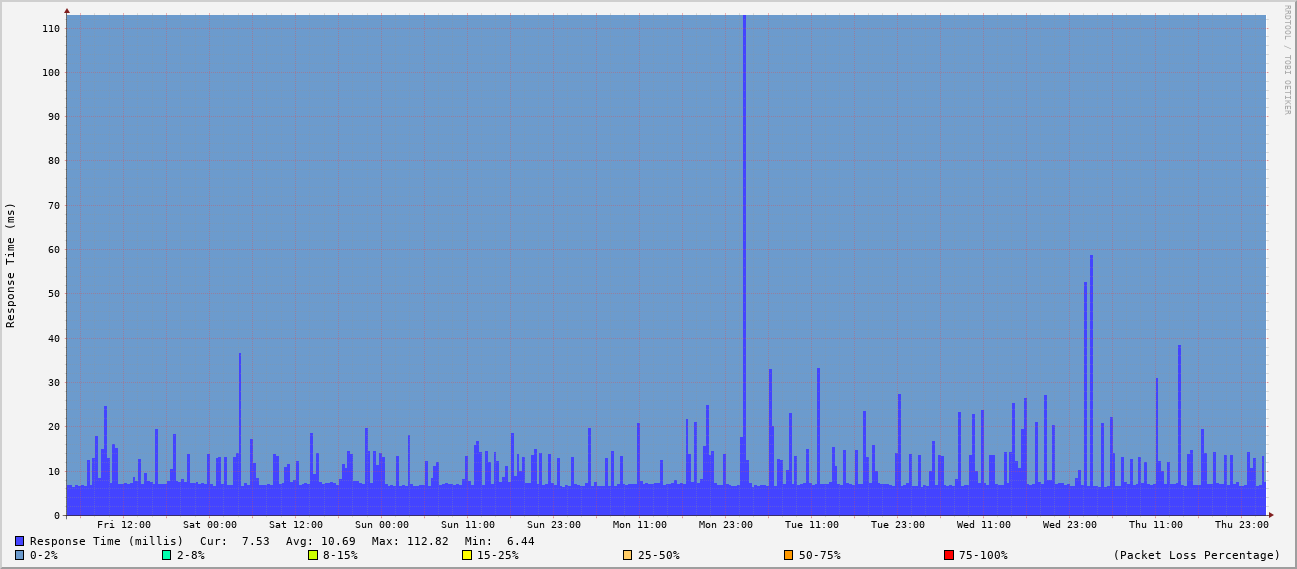 RRDTOOL / TOBI OETIKER
Response Time (ms)
110
100
90
80
70
60
50
40
30
20
10
0
Fri 12:00 Sat 00:00 Sat 12:00 Sun 00:00 Sun 11:00 Sun 23:00 Mon 11:00 Mon 23:00 Tue 11:00 Tue 23:00 Wed 11:00 Wed 23:00 Thu 11:00 Thu 23:00
Response Time (millis) Cur: 7.53 Avg: 10.69 Max: 112.82 Min: 6.44
0-2% 2-8% 8-15% 15-25% 25-50% 50-75% 75-100% (Packet Loss Percentage)